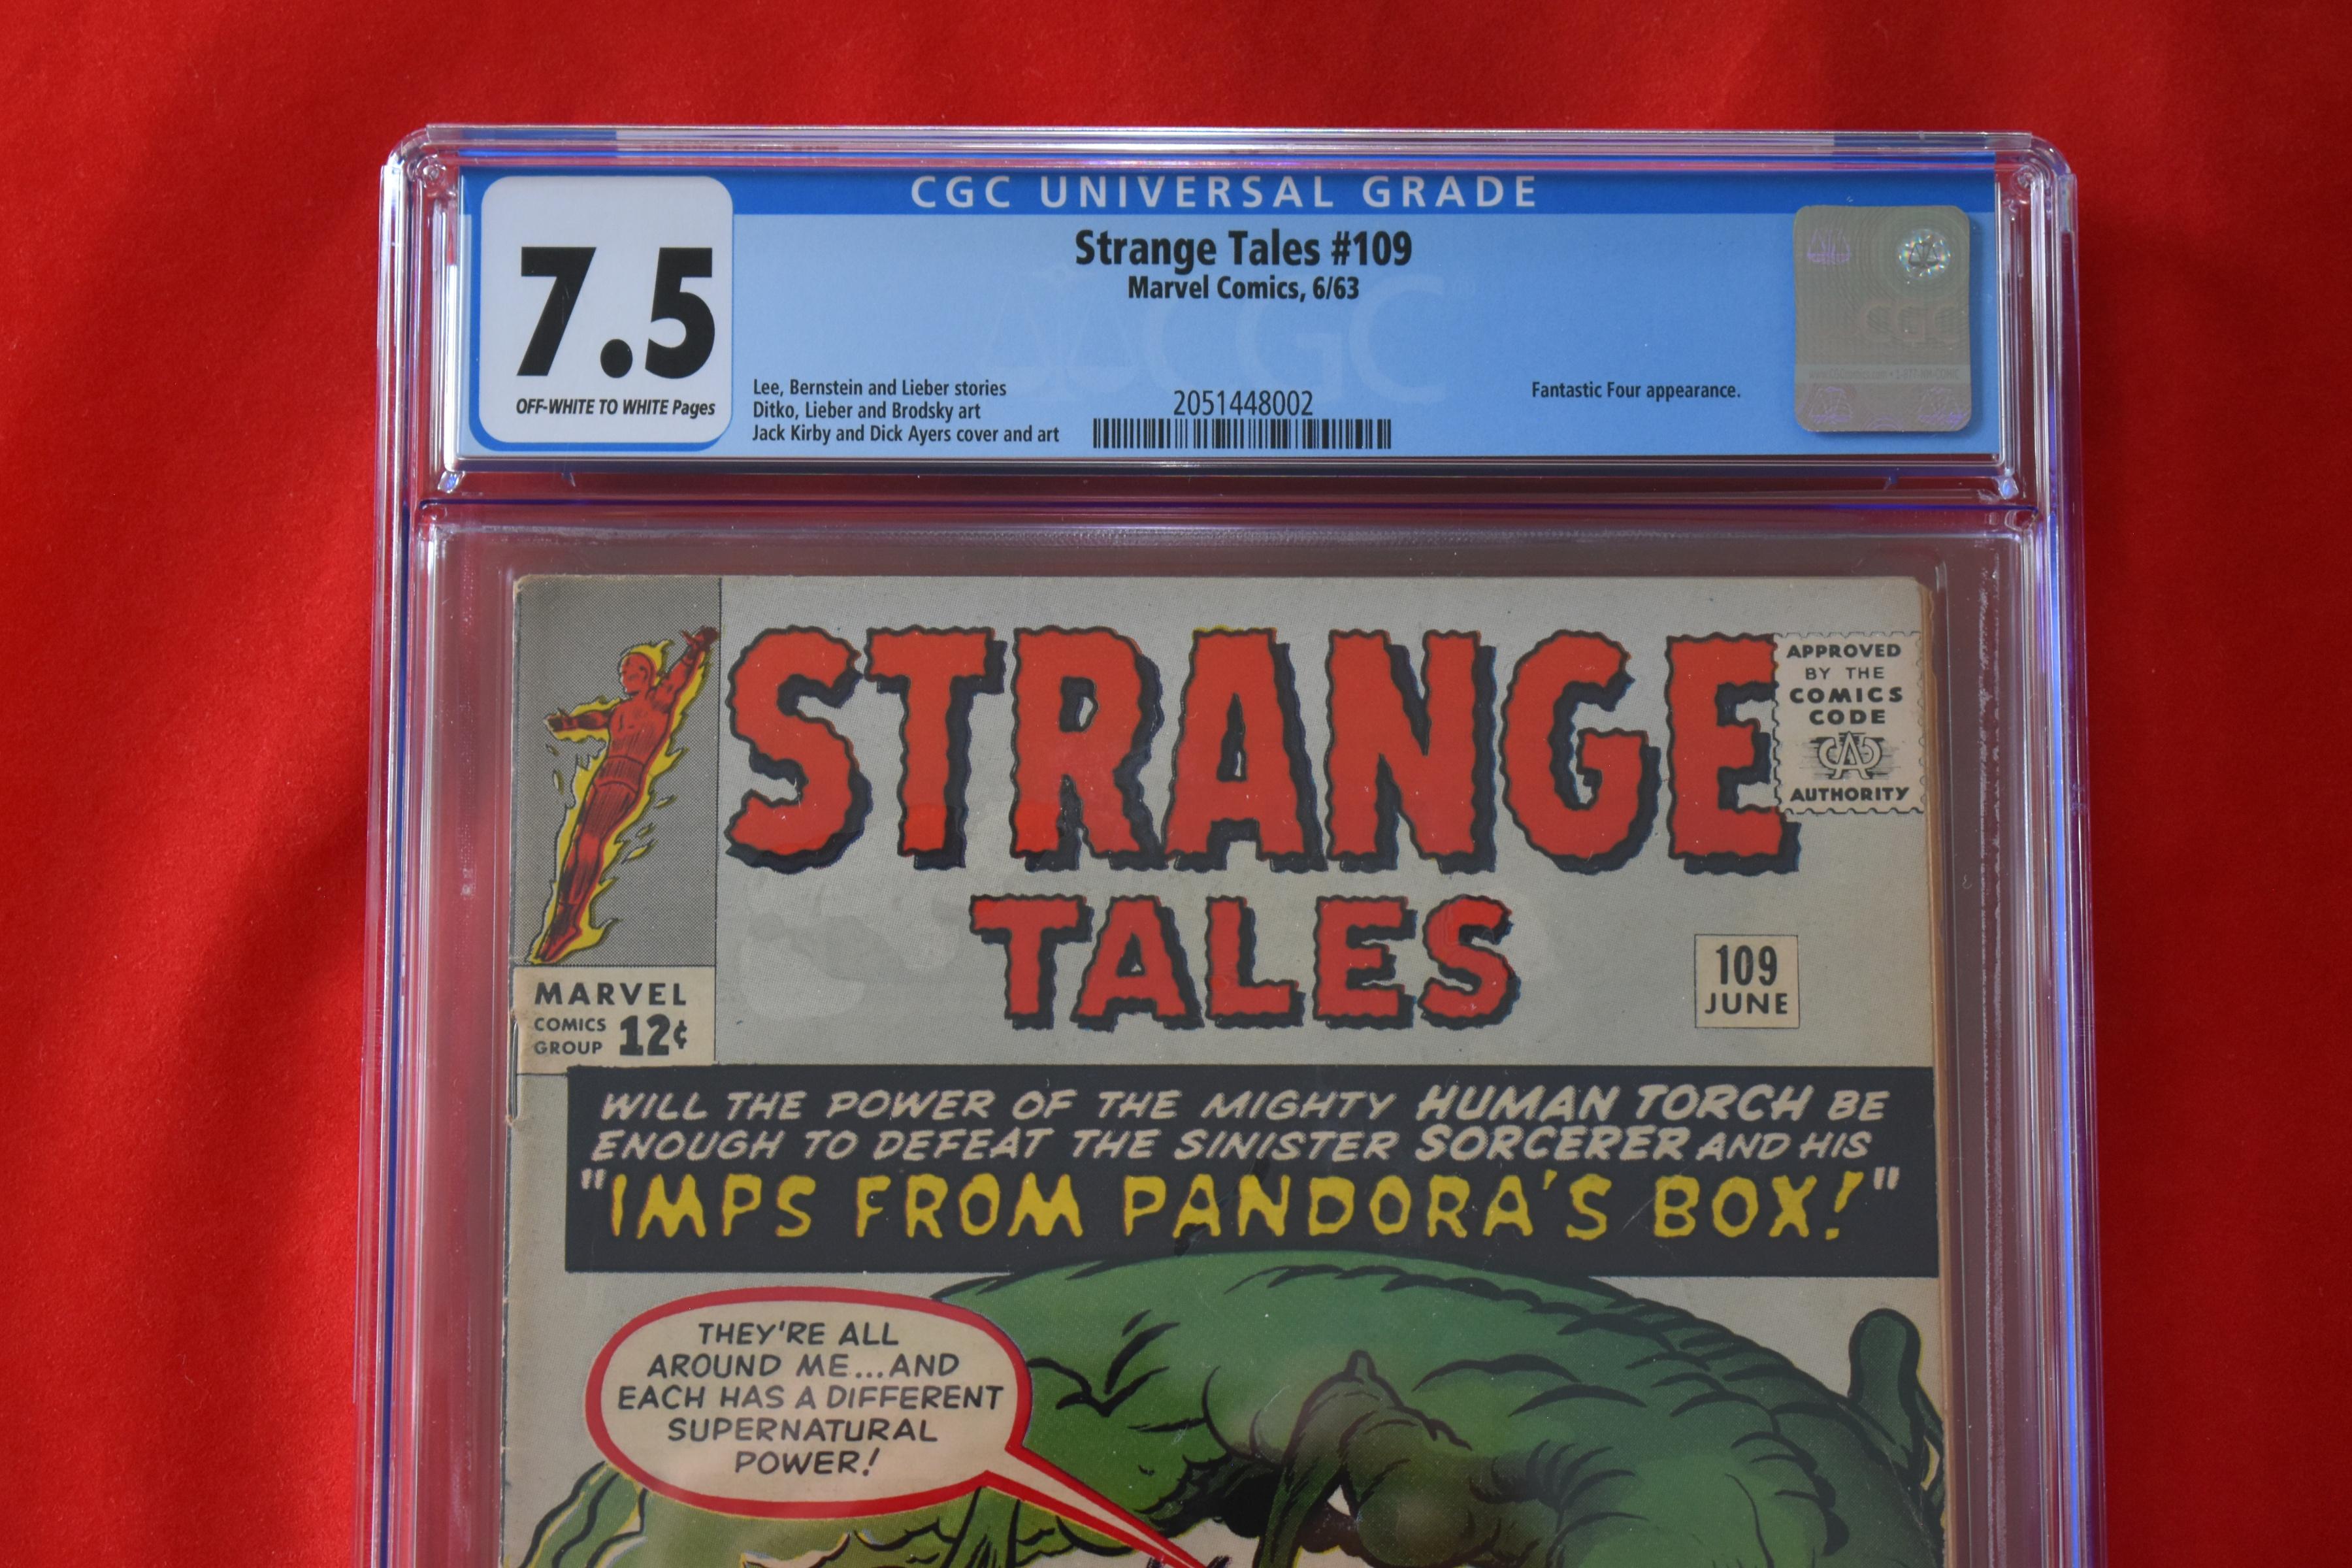 CGC UNIVERSAL GRADE
7.5
OFF-WHITE TO WHITE Pages
Strange Tales #109
Marvel Comics, 6/63
Lee, Bernstein and Lieber stories
Ditko, Lieber and Brodsky art
Jack Kirby and Dick Ayers cover and art
2051448002
Fantastic Four appearance.
CGC
CGC
STRANGE
TALES
APPROVED
BY THE
COMICS
CODE
AUTHORITY
109
JUNE
MARVEL
COMICS
GROUP 12¢
WILL THE POWER OF THE MIGHTY HUMAN TORCH BE
ENOUGH TO DEFEAT THE SINISTER SORCERER AND HIS
"IMPS FROM PANDORA'S BOX!"
THEY'RE ALL
AROUND ME...AND
EACH HAS A DIFFERENT
SUPERNATURAL
POWER!